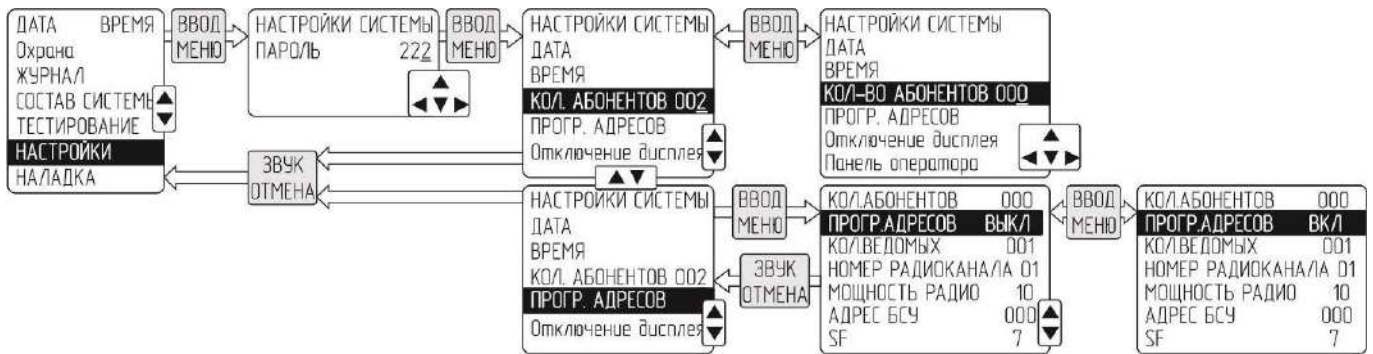 ДАТА ВРЕМЯ
Охрана
ЖУРНАЛ
СОСТАВ СИСТЕМЫ
ТЕСТИРОВАНИЕ
НАСТРОЙКИ
НАЛАДКА
ВВОД
МЕНЮ
НАСТРОЙКИ СИСТЕМЫ
ПАРОЛЬ 222
ВВОД
МЕНЮ
НАСТРОЙКИ СИСТЕМЫ
ДАТА
ВРЕМЯ
КОЛ. АБОНЕНТОВ 002
ПРОГР. АДРЕСОВ
Отключение дисплея
ВВОД
МЕНЮ
НАСТРОЙКИ СИСТЕМЫ
ДАТА
ВРЕМЯ
КОЛ-ВО АБОНЕНТОВ 000
ПРОГР. АДРЕСОВ
Отключение дисплея
Панель оператора
ЗВУК
ОТМЕНА
НАСТРОЙКИ СИСТЕМЫ
ДАТА
ВРЕМЯ
КОЛ. АБОНЕНТОВ 002
ПРОГР. АДРЕСОВ
Отключение дисплея
ВВОД
МЕНЮ
ЗВУК
ОТМЕНА
КОЛ.АБОНЕНТОВ 000
ПРОГР.АДРЕСОВ ВЫКЛ
КОЛ.ВЕДОМЫХ 001
НОМЕР РАДИОКАНАЛА 01
МОЩНОСТЬ РАДИО 10
АДРЕС БСУ 000
SF 7
ВВОД
МЕНЮ
КОЛ.АБОНЕНТОВ 000
ПРОГР.АДРЕСОВ ВКЛ
КОЛ.ВЕДОМЫХ 001
НОМЕР РАДИОКАНАЛА 01
МОЩНОСТЬ РАДИО 10
АДРЕС БСУ 000
SF 7